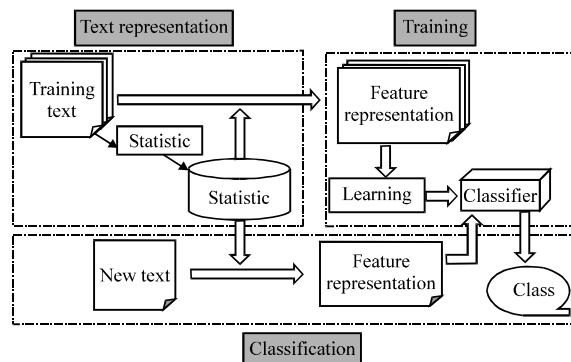 Text representation
Training
Training
text
Statistic
Statistic
Feature
representation
Learning
Classifier
New text
Feature
representation
Class
Classification